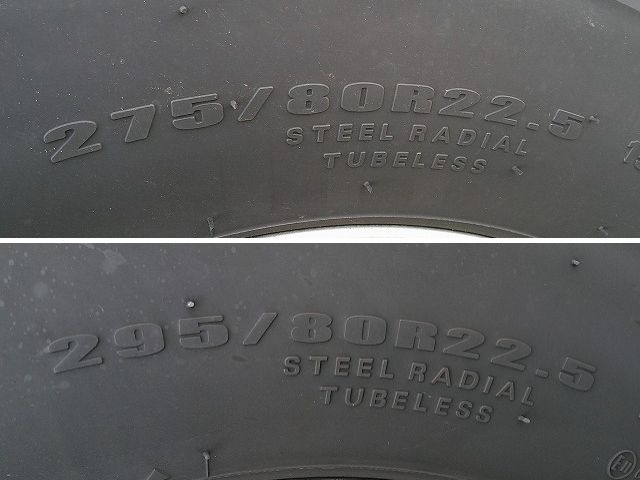 275/80R22.5
STEEL RADIAL
TUBELESS
295/80R22.5
STEEL RADIAL
TUBELESS